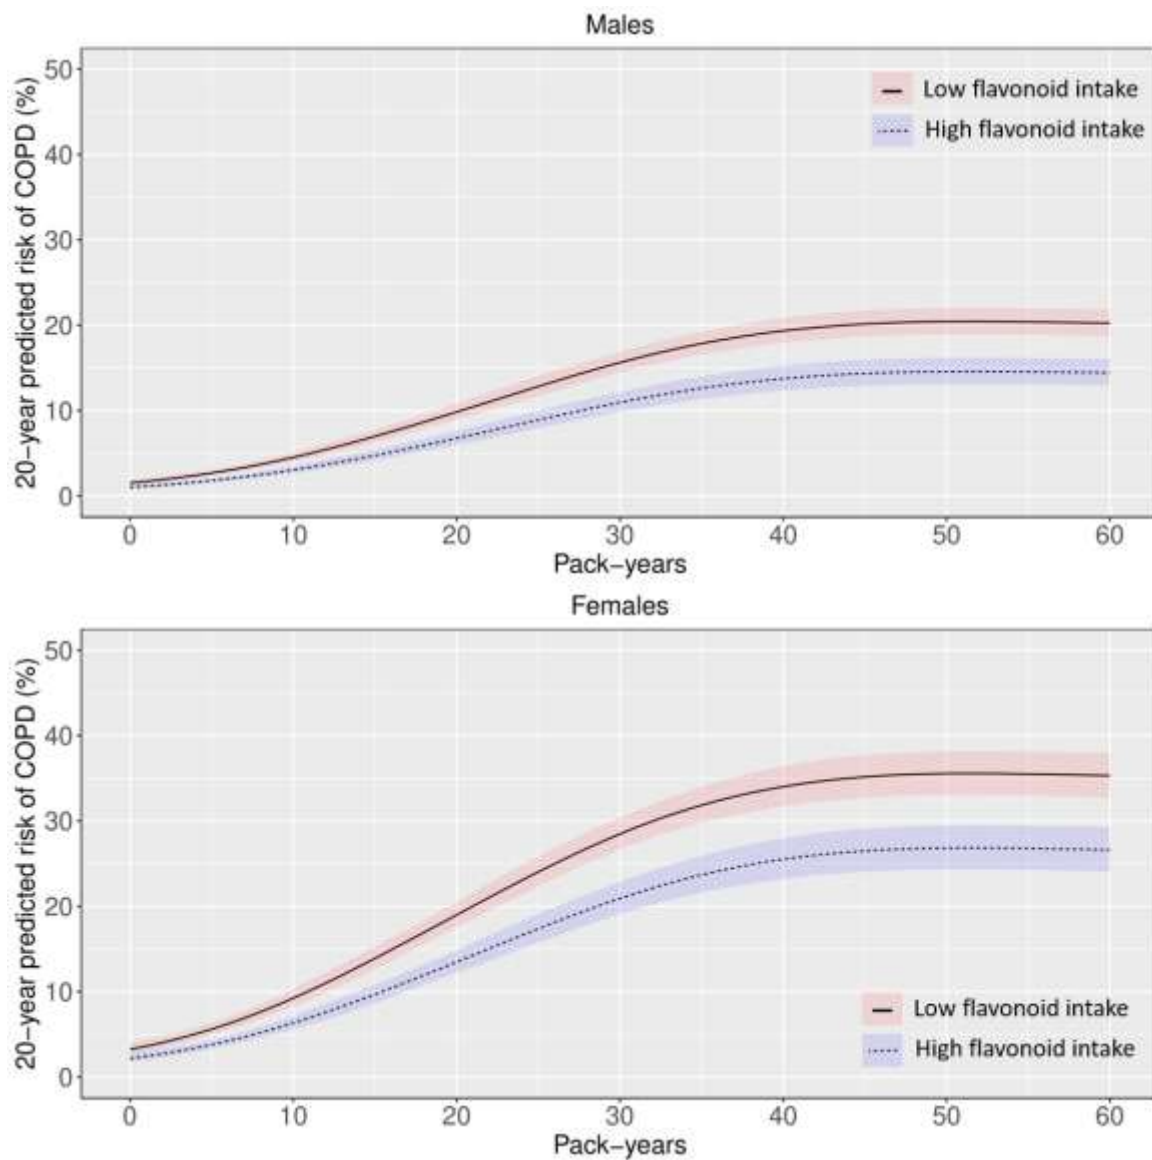 Males
20-year predicted risk of COPD (%)
50
40
30
20
10
0
Low flavonoid intake
High flavonoid intake
0 10 20 30 40 50 60
Pack-years
Females
20-year predicted risk of COPD (%)
50
40
30
20
10
0
Low flavonoid intake
High flavonoid intake
0 10 20 30 40 50 60
Pack-years